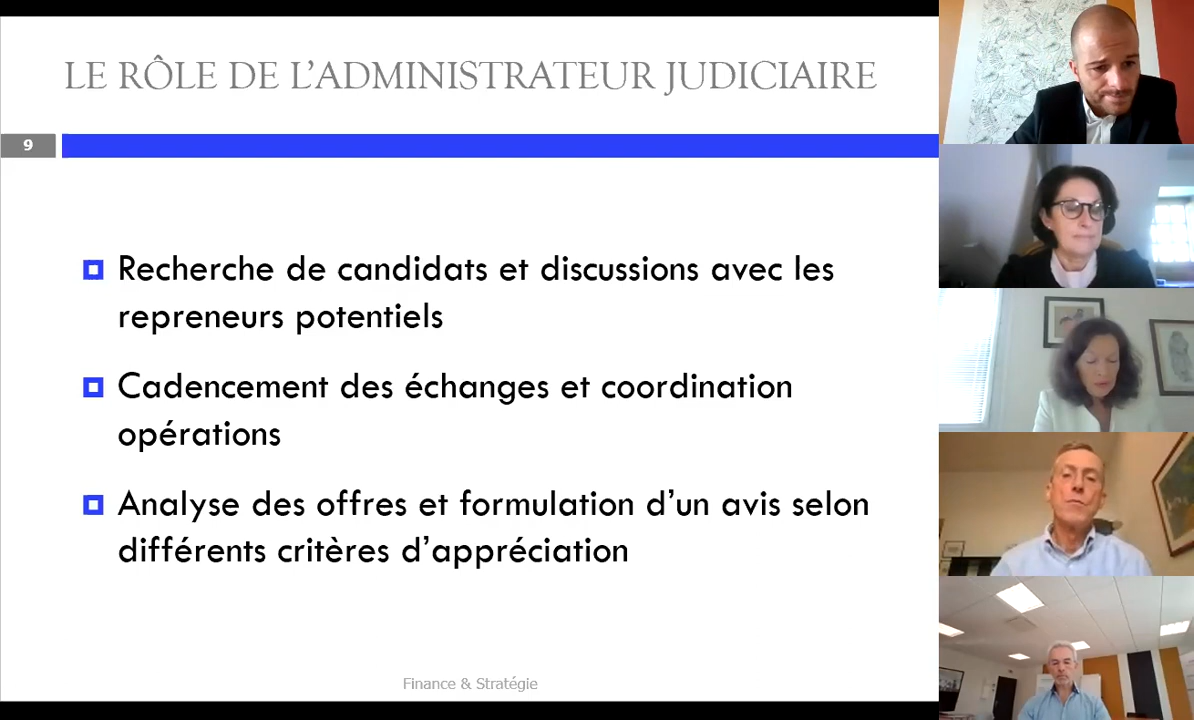 LE RÔLE DE L'ADMINISTRATEUR JUDICIAIRE
9
Recherche de candidats et discussions avec les
repreneurs potentiels
Cadencement des échanges et coordination
opérations
Analyse des offres et formulation d'un avis selon
différents critères d'appréciation
Finance & Stratégie